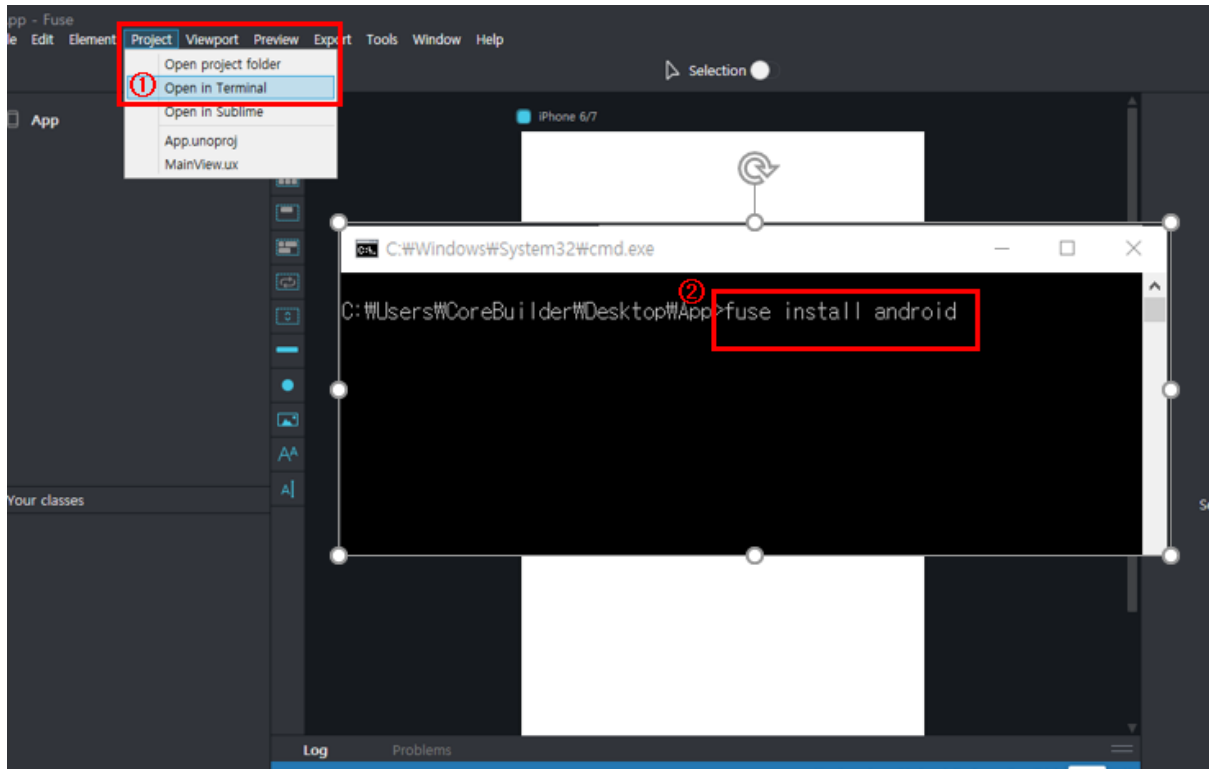 pp - Fuse
le Edit Element Project Viewport Preview Export Tools Window Help
Open project folder
① Open in Terminal
Open in Sublime
App.unoproj
MainView.ux
Selection
App
iPhone 6/7
C:₩Windows₩System32₩cmd.exe
②
C:₩Users₩CoreBuilder₩Desktop₩App>fuse install android
Your classes
Log Problems